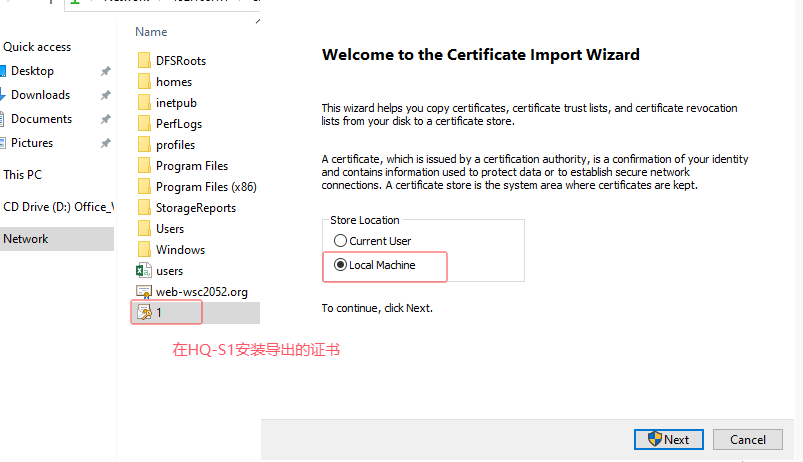 Name
Quick access
Desktop
Downloads
Documents
Pictures
This PC
CD Drive (D:) Office_
Network
DFSRoots
homes
inetpub
PerfLogs
profiles
Program Files
Program Files (x86)
StorageReports
Users
Windows
users
web-wsc2052.org
1
Welcome to the Certificate Import Wizard
This wizard helps you copy certificates, certificate trust lists, and certificate revocation
lists from your disk to a certificate store.
A certificate, which is issued by a certification authority, is a confirmation of your identity
and contains information used to protect data or to establish secure network
connections. A certificate store is the system area where certificates are kept.
Store Location
Current User
Local Machine
To continue, click Next.
在HQ-S1安装导出的证书
Next
Cancel